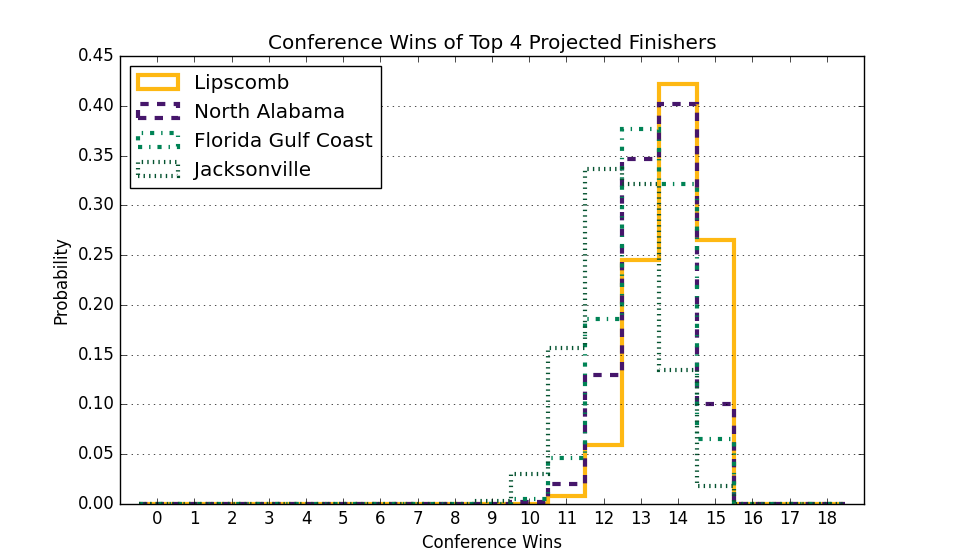 Conference Wins of Top 4 Projected Finishers
0.45
0.40
0.35
0.30
0.25
0.20
0.15
0.10
0.05
0.00
Probability
Lipscomb
North Alabama
Florida Gulf Coast
Jacksonville
0 1 2 3 4 5 6 7 8 9 10 11 12 13 14 15 16 17 18
Conference Wins